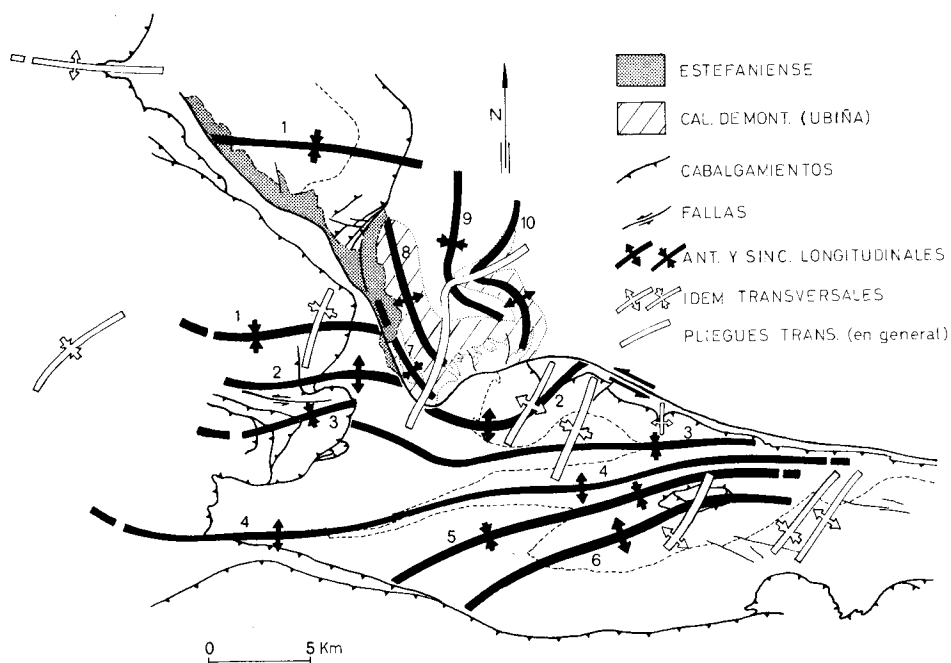 N
ESTEFANIENSE
CAL. DE MONT. (UBIÑA)
CABALGAMIENTOS
FALLAS
ANT. Y SINC. LONGITUDINALES
IDEM TRANSVERSALES
PLIEGUES TRANS. (en general)
1
9
10
8
1
7
2
2
3
3
4
4
5
6
0 5 Km